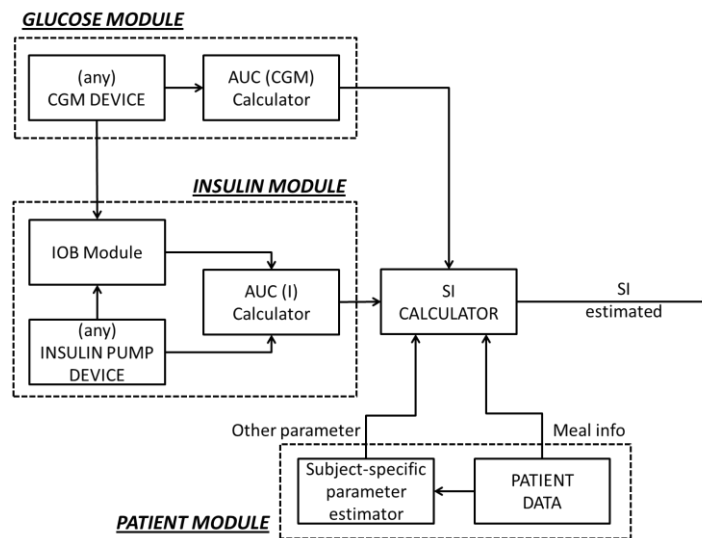 GLUCOSE MODULE
(any)
CGM DEVICE
AUC (CGM)
Calculator
INSULIN MODULE
IOB Module
AUC (I)
Calculator
(any)
INSULIN PUMP
DEVICE
SI
CALCULATOR
SI
estimated
Other parameter
Meal info
Subject-specific
parameter
estimator
PATIENT
DATA
PATIENT MODULE